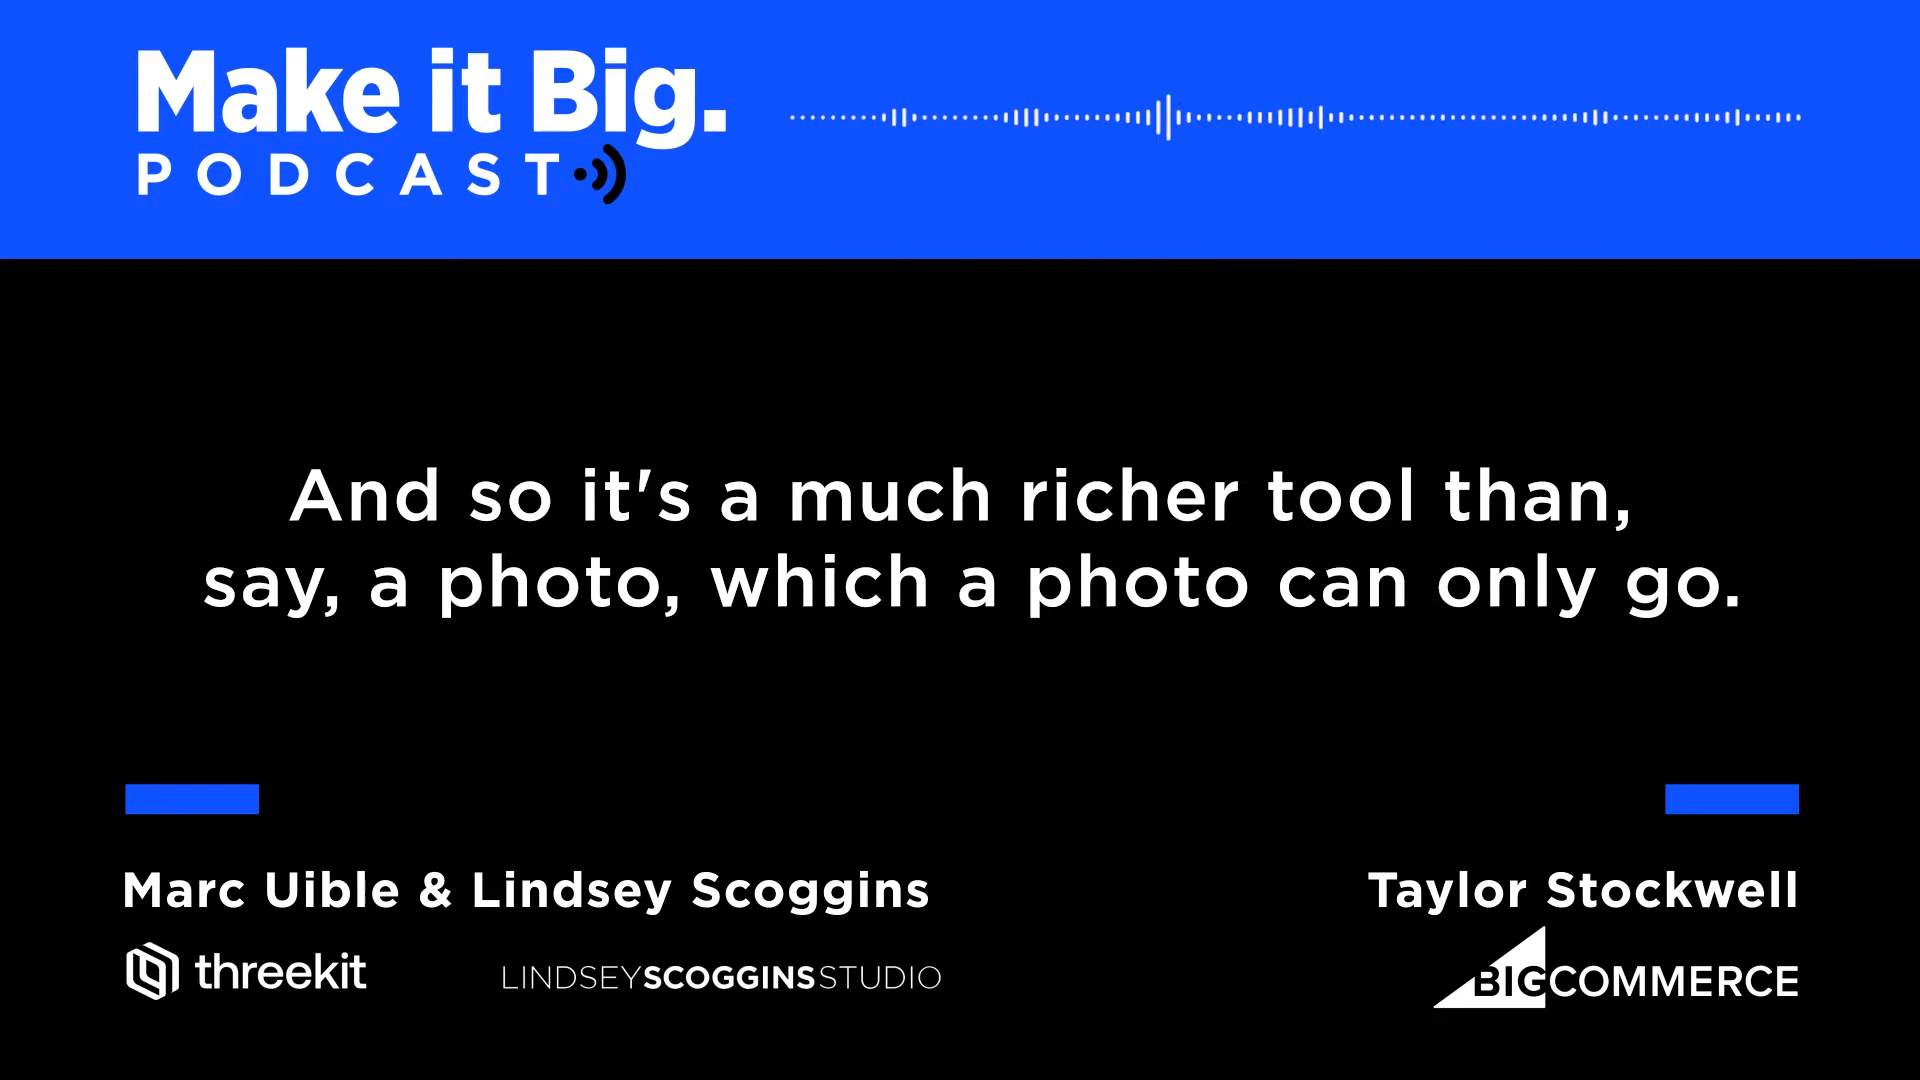 Make it Big.
PODCAST
And so it's a much richer tool than,
say, a photo, which a photo can only go.
Marc Uible & Lindsey Scoggins
Taylor Stockwell
threekit
LINDSEYSCOGGINSSTUDIO
BIGCOMMERCE